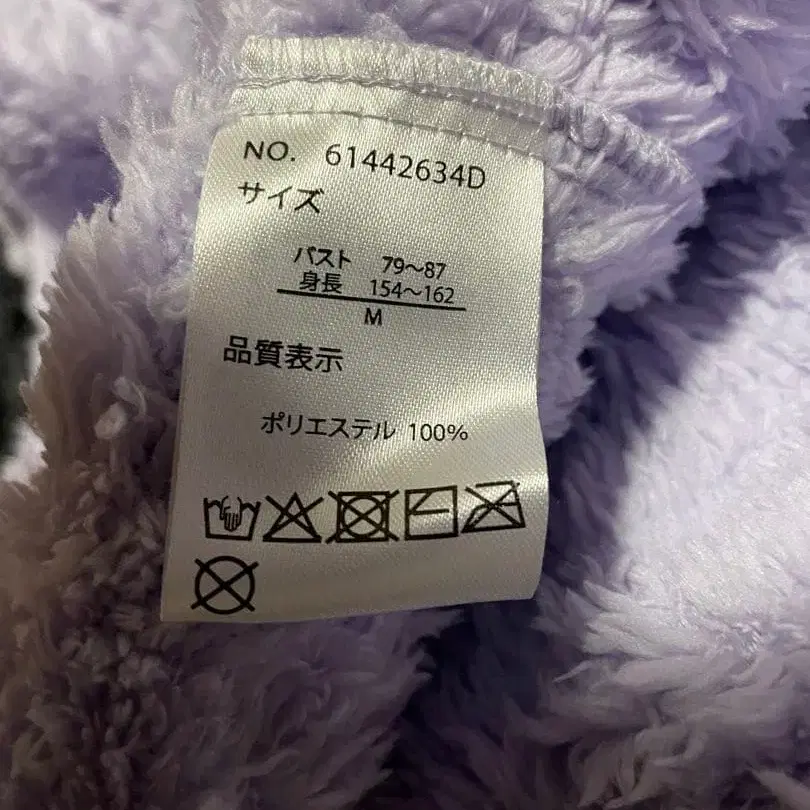 NO. 61442634D
サイズ
バスト 79～87
身長 154～162
M
品質表示
ポリエステル 100%